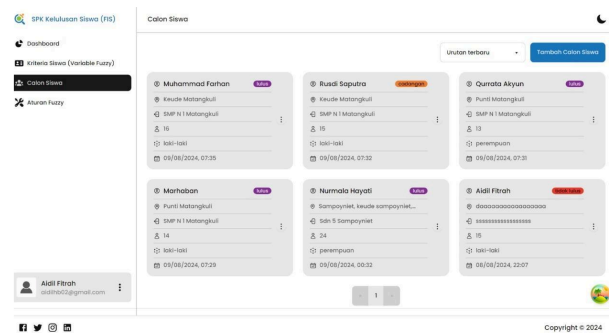 SPK Kelulusan Siswa (FIS)
Dashboard
Kriteria Siswa (Variable Fuzzy)
Calon Siswa
Aturan Fuzzy
Aidil Fitrah
aidilhb02@gmail.com
Calon Siswa
Urutan terbaru
Tambah Calon Siswa
Muhammad Farhan
lulus
Keude Matangkuli
SMP N 1 Matangkuli
15
laki-laki
09/08/2024, 07:35
Rusdi Saputra
cadangan
Keude Matangkuli
SMP N 1 Matangkuli
15
laki-laki
09/08/2024, 07:32
Qurrata Akyun
lulus
Punti Matangkuli
SMP N 1 Matangkuli
13
perempuan
09/08/2024, 07:31
Marhaban
lulus
Punti Matangkuli
SMP N 1 Matangkuli
14
laki-laki
09/08/2024, 07:29
Nurmala Hayati
lulus
Sampoyniet, keude sampoyniet,...
Sdn 5 Sampoyniet
24
perempuan
09/08/2024, 00:32
Aidil Fitrah
tidak lulus
daaaaaaaaaaaaaaaaa
ssssssssssssssssss
15
laki-laki
08/08/2024, 22:07
1
Copyright © 2024